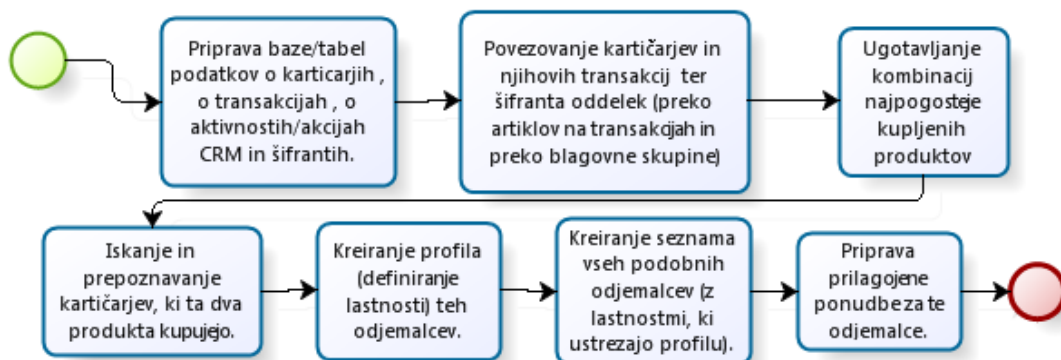 Priprava baze/tabel
podatkov o karticarjih ,
o transakcijah , o
aktivnostih/akcijah
CRM in šifrantih.
Povezovanje kartičarjev in
njihovih transakcij ter
šifranta oddelek (preko
artiklov na transakcijah in
preko blagovne skupine)
Ugotavljanje
kombinacij
najpogosteje
kupljenih
produktov
Iskanje in
prepoznavanje
kartičarjev, ki ta dva
produkta kupujejo.
Kreiranje profila
(definiranje
lastnosti) teh
odjemalcev.
Kreiranje seznama
vseh podobnih
odjemalcev (z
lastnostmi, ki
ustrezajo profilu).
Priprava
prilagojene
ponudbe za te
odjemalce.